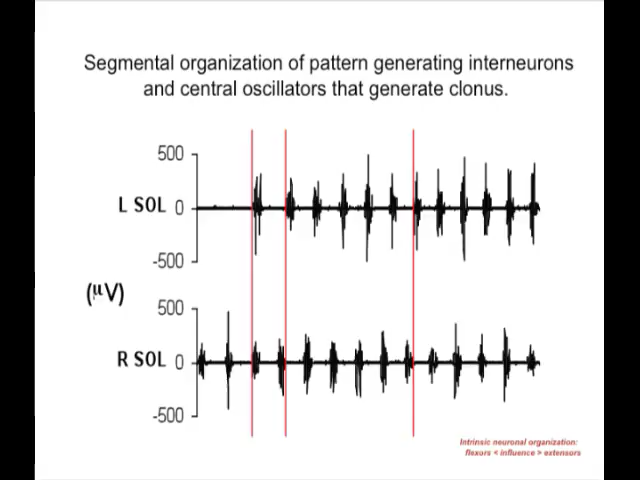 Segmental organization of pattern generating interneurons
and central oscillators that generate clonus.
500
L SOL 0
-500
(µV)
500
R SOL 0
-500
Intrinsic neuronal organization:
flexors < influence > extensors